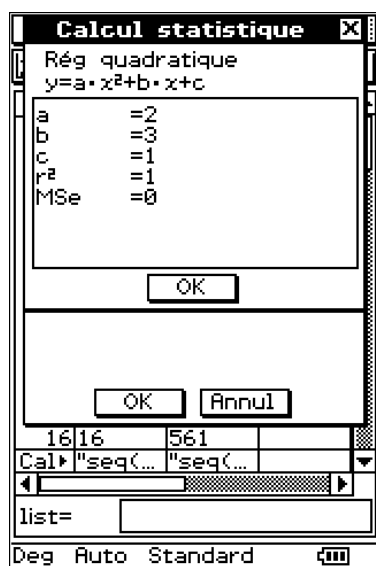 Calcul statistique X
Rég quadratique
y=a·x²+b·x+c
a =2
b =3
c =1
r² =1
MSe =0
OK
OK Annul
16 16 561
Cal "seq(... "seq(...
list=
Deg Auto Standard